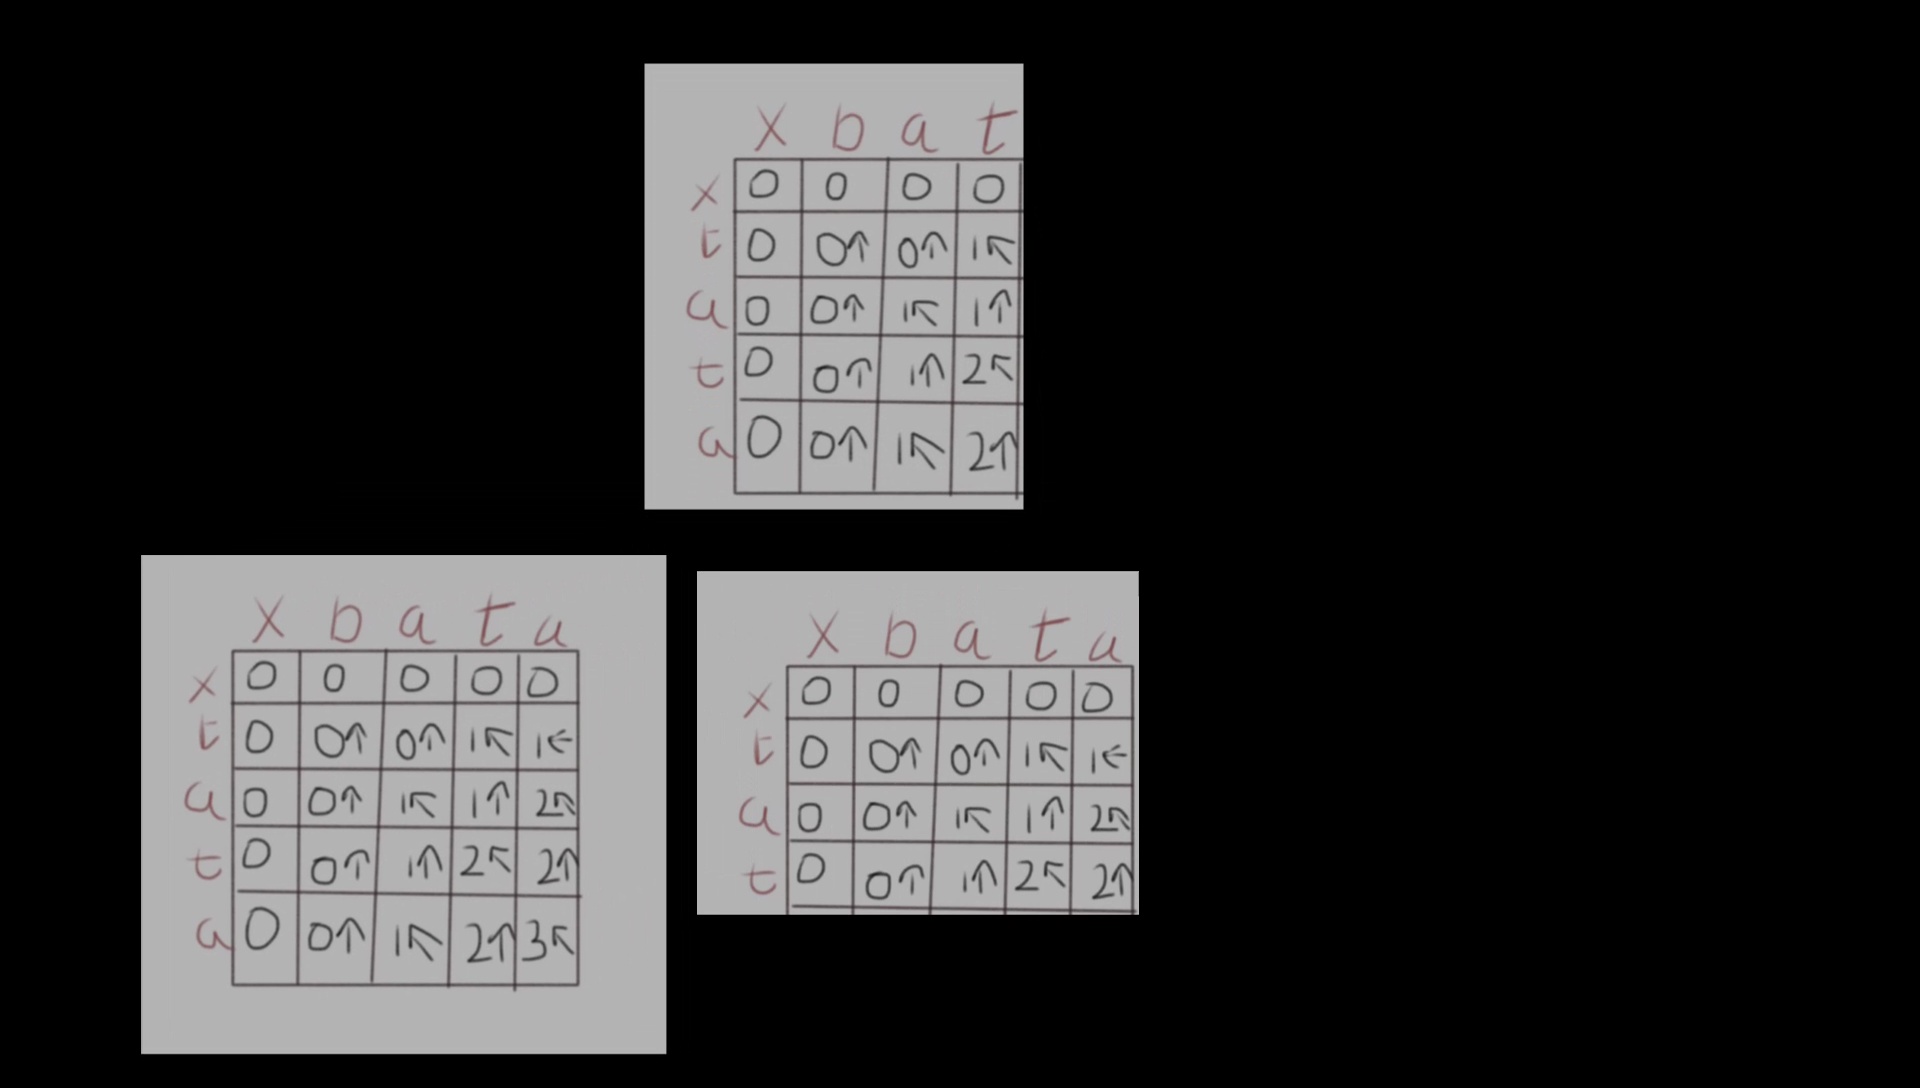 X b a t
x 0 0 0 0
t 0 0↑ 0↑ 1↖
a 0 0↑ 1↖ 1↑
t 0 0↑ 1↑ 2↖
a 0 0↑ 1↖ 2↑
X b a t a
x 0 0 0 0 0
t 0 0↑ 0↑ 1↖ 1←
a 0 0↑ 1↖ 1↑ 2↖
t 0 0↑ 1↑ 2↖ 2↑
a 0 0↑ 1↖ 2↑ 3↖
X b a t a
x 0 0 0 0 0
t 0 0↑ 0↑ 1↖ 1←
a 0 0↑ 1↖ 1↑ 2↖
t 0 0↑ 1↑ 2↖ 2↑